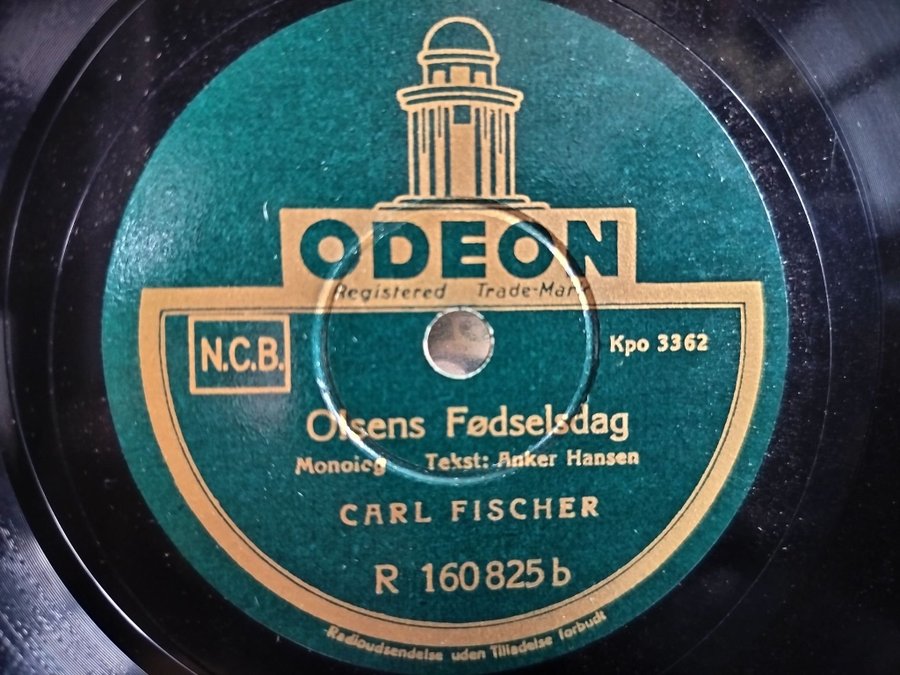 ODEON
Registered Trade-Mark
N.C.B.
Kpo 3362
Olsens Fødselsdag
Monolog Tekst: Anker Hansen
CARL FISCHER
R 160825 b
Radioudsendelse uden Tilladelse forbudt